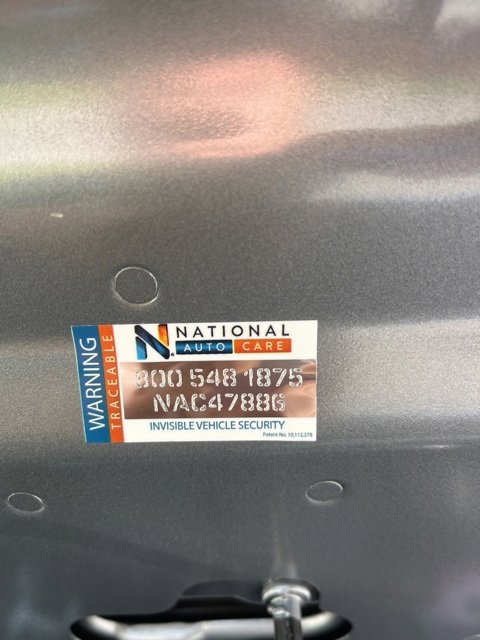 WARNING
TRACEABLE
N.
NATIONAL
AUTO CARE
800 548 1875
NAC47886
INVISIBLE VEHICLE SECURITY
Patent No. 10,112,378